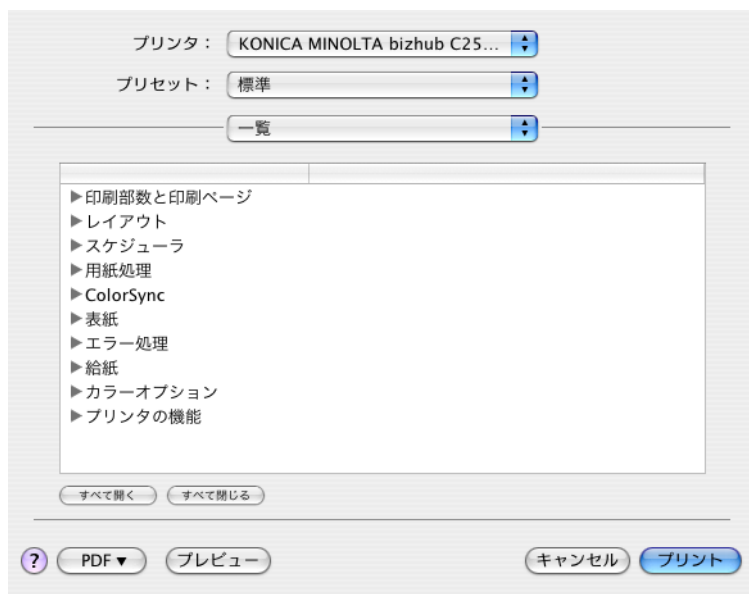 プリンタ： KONICA MINOLTA bizhub C25...
プリセット： 標準
一覧
▶印刷部数と印刷ページ
▶レイアウト
▶スケジューラ
▶用紙処理
▶ColorSync
▶表紙
▶エラー処理
▶給紙
▶カラーオプション
▶プリンタの機能
すべて開く すべて閉じる
? PDF▼ プレビュー キャンセル プリント